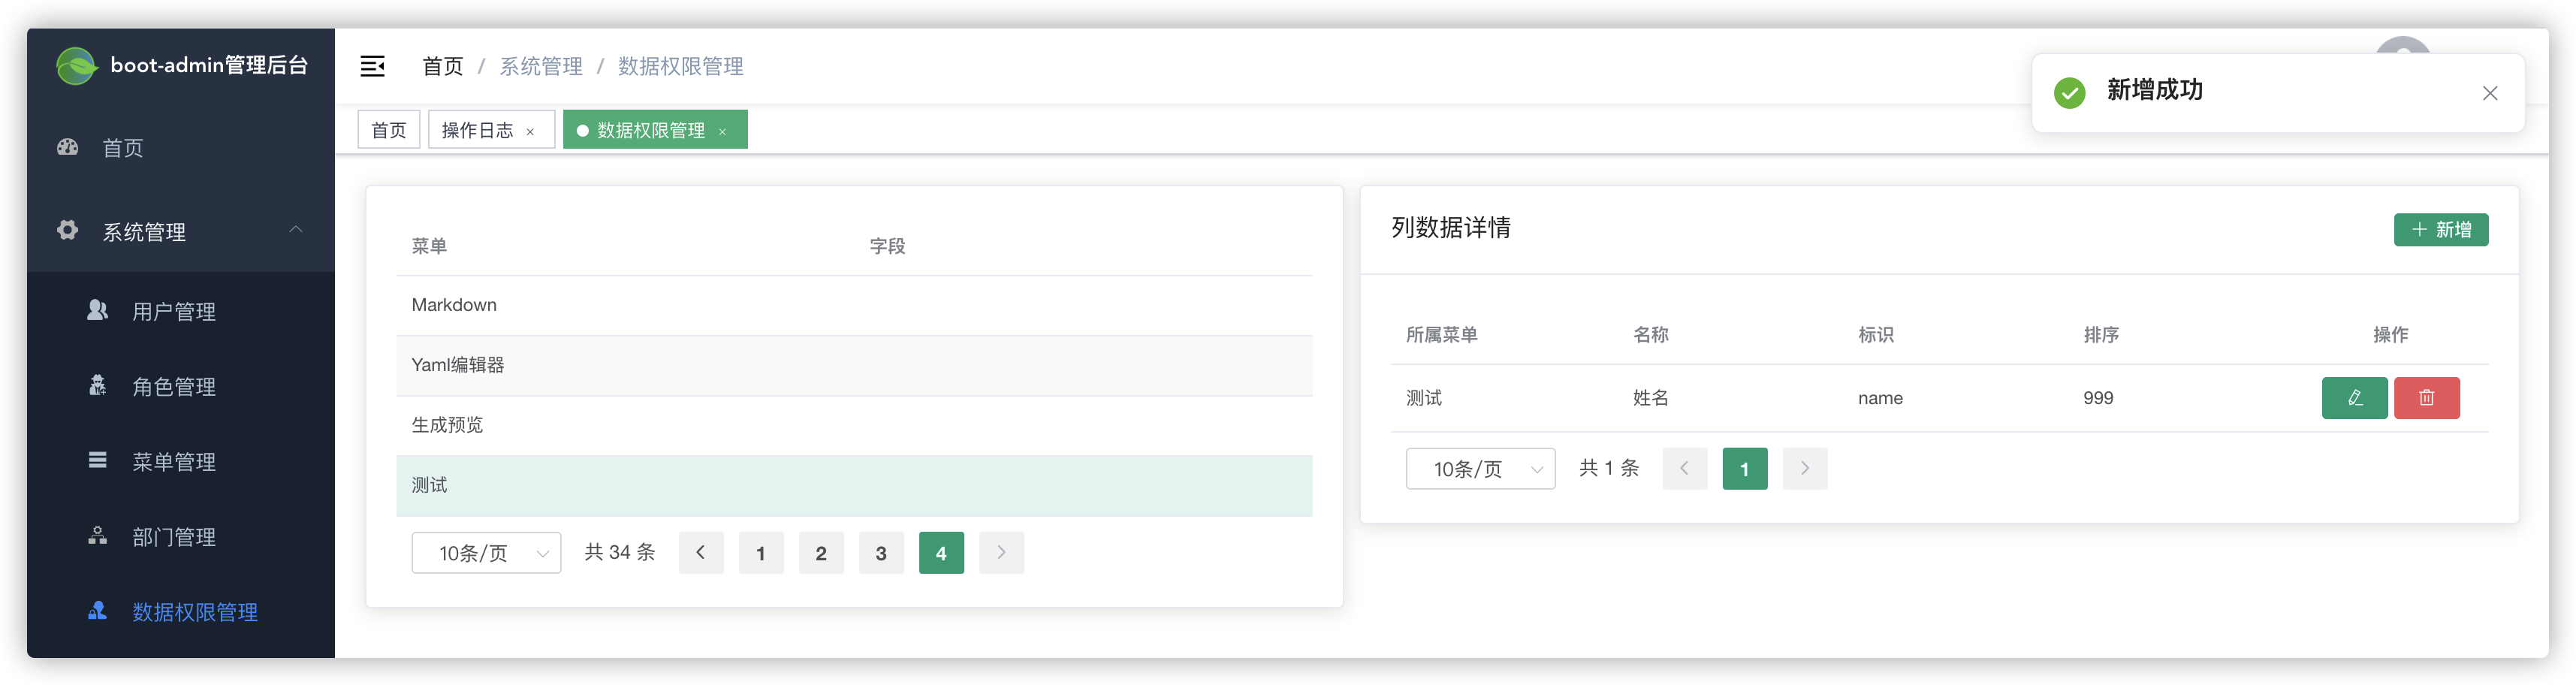 boot-admin管理后台
首页
系统管理
用户管理
角色管理
菜单管理
部门管理
数据权限管理
首页 / 系统管理 / 数据权限管理
新增成功
首页 操作日志 × 数据权限管理 ×
菜单 字段
Markdown
Yaml编辑器
生成预览
测试
10条/页 共 34 条 1 2 3 4
列数据详情
新增
所属菜单 名称 标识 排序 操作
测试 姓名 name 999
10条/页 共 1 条 1